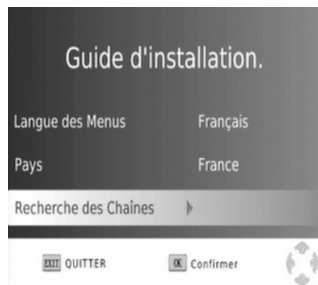 Guide d'installation.
Langue des Menus Français
Pays France
Recherche des Chaînes
EXIT QUITTER OK Confirmer